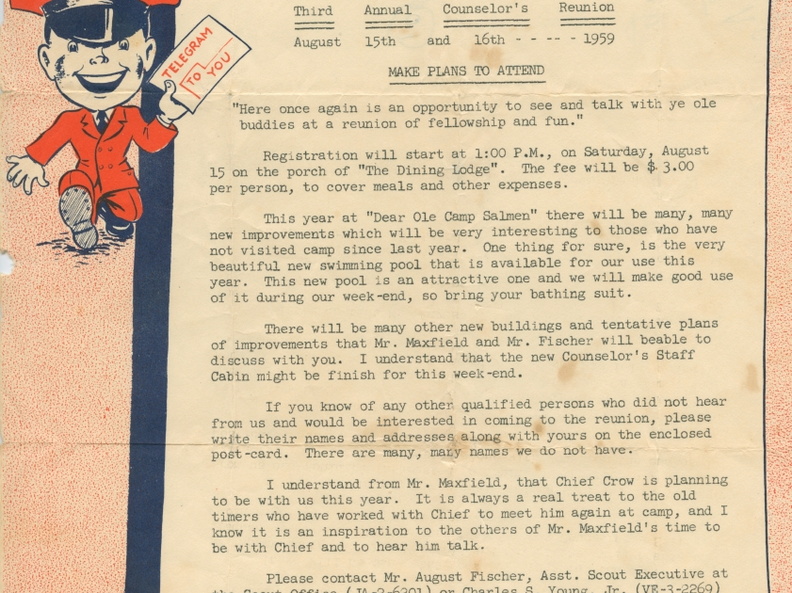 Third Annual Counselor's Reunion
August 15th and 16th - - -- - 1959
TELEGRAM
TO YOU
MAKE PLANS TO ATTEND
"Here once again is an opportunity to see and talk with ye ole
buddies at a reunion of fellowship and fun."
Registration will start at 1:00 P.M., on Saturday, August
15 on the porch of "The Dining Lodge". The fee will be $ 3.00
per person, to cover meals and other expenses.
This year at "Dear Ole Camp Salmen" there will be many, many
new improvements which will be very interesting to those who have
not visited camp since last year. One thing for sure, is the very
beautiful new swimming pool that is available for our use this
year. This new pool is an attractive one and we will make good use
of it during our week-end, so bring your bathing suit.
There will be many other new buildings and tentative plans
of improvements that Mr. Maxfield and Mr. Fischer will beable to
discuss with you. I understand that the new Counselor's Staff
Cabin might be finish for this week-end.
If you know of any other qualified persons who did not hear
from us and would be interested in coming to the reunion, please
write their names and addresses along with yours on the enclosed
post-card. There are many, many names we do not have.
I understand from Mr. Maxfield, that Chief Crow is planning
to be with us this year. It is always a real treat to the old
timers who have worked with Chief to meet him again at camp, and I
know it is an inspiration to the others of Mr. Maxfield's time to
be with Chief and to hear him talk.
Please contact Mr. August Fischer, Asst. Scout Executive at
the Scout Office (JA-2-6201) or Charles S. Young, Jr. (VE-3-2269)